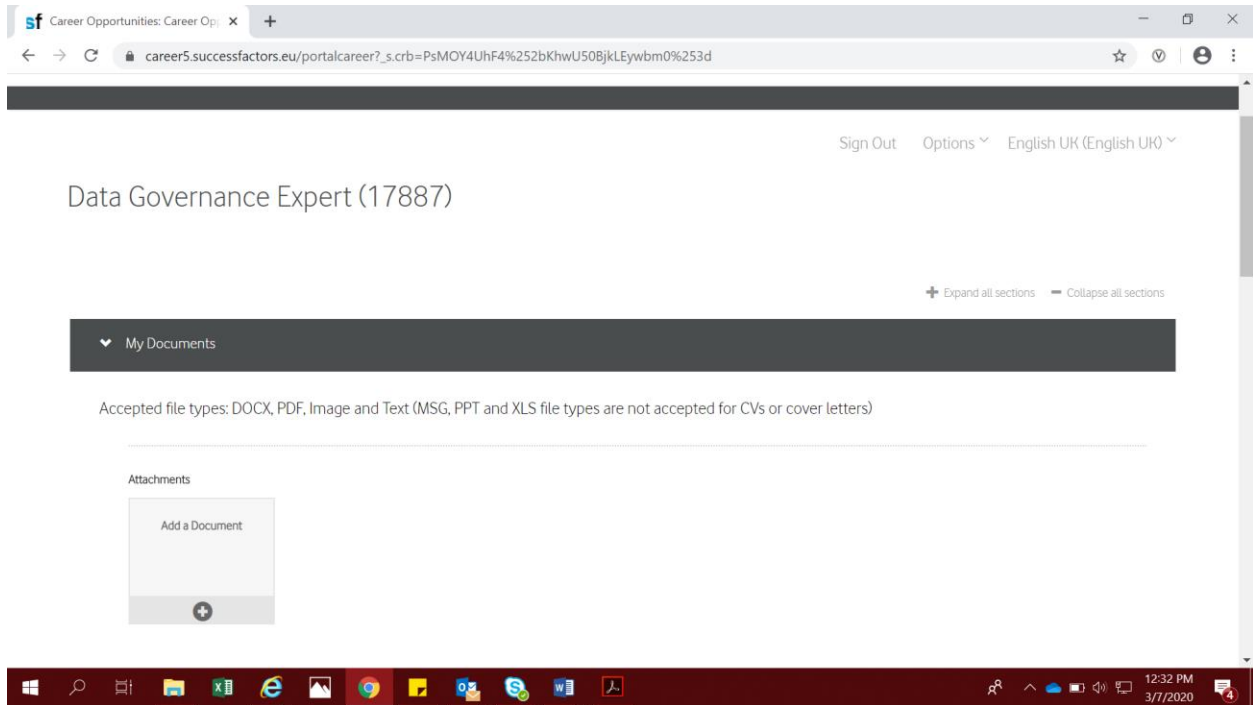 sf Career Opportunities: Career Op
career5.successfactors.eu/portalcareer?_s.crb=PsMOY4UhF4%252bKhwU50BjkLEywbm0%253d
Sign Out Options English UK (English UK)
Data Governance Expert (17887)
Expand all sections Collapse all sections
My Documents
Accepted file types: DOCX, PDF, Image and Text (MSG, PPT and XLS file types are not accepted for CVs or cover letters)
Attachments
Add a Document
12:32 PM
3/7/2020
4